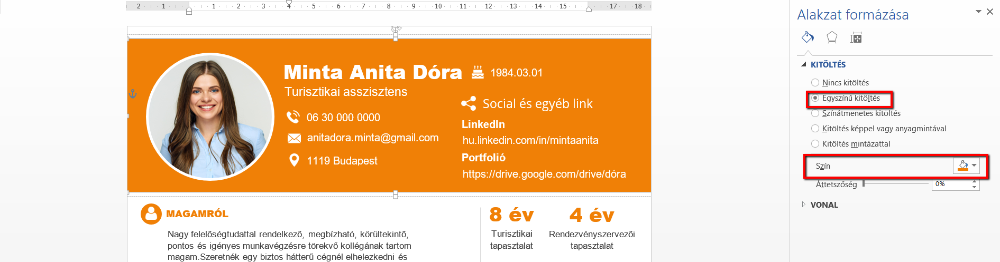 2 1 1 2 3 4 5 6 7 8 9 10 11 12 13 14 15 17 18
Minta Anita Dóra
1984.03.01
Turisztikai asszisztens
Social és egyéb link
06 30 000 0000
LinkedIn
anitadora.minta@gmail.com
hu.linkedin.com/in/mintaanita
Portfolió
1119 Budapest
https://drive.google.com/drive/dóra
MAGAMRÓL
Nagy felelőségtudattal rendelkező, megbízható, körültekintő,
pontos és igényes munkavégzésre törekvő kollégának tartom
magam.Szeretnék egy biztos hátterű cégnél elhelezkedni és
8 év
Turisztikai
tapasztalat
4 év
Rendezvényszervezői
tapasztalat
Alakzat formázása
KITÖLTÉS
Nincs kitöltés
Egyszínű kitöltés
Színátmenetes kitöltés
Kitöltés képpel vagy anyagmintával
Kitöltés mintázattal
Szín
Áttetszőség 0%
VONAL